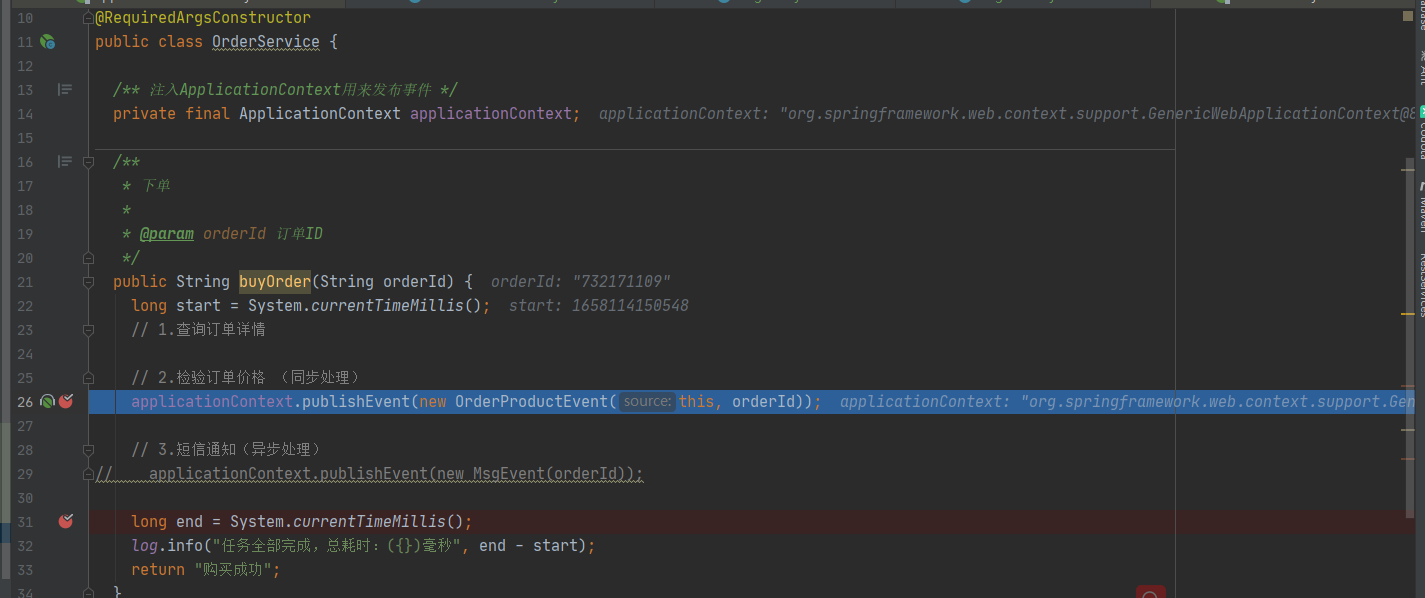 10 @RequiredArgsConstructor
11 public class OrderService {
12
13 /** 注入ApplicationContext用来发布事件 */
14 private final ApplicationContext applicationContext; applicationContext: "org.springframework.web.context.support.GenericWebApplicationContext@8
15
16 /**
17 * 下单
18 *
19 * @param orderId 订单ID
20 */
21 public String buyOrder(String orderId) { orderId: "732171109"
22 long start = System.currentTimeMillis(); start: 1658114150548
23 // 1.查询订单详情
24
25 // 2.检验订单价格 （同步处理）
26 applicationContext.publishEvent(new OrderProductEvent( source: this, orderId)); applicationContext: "org.springframework.web.context.support.Gen
27
28 // 3.短信通知（异步处理）
29 // applicationContext.publishEvent(new MsgEvent(orderId));
30
31 long end = System.currentTimeMillis();
32 log.info("任务全部完成，总耗时：({})毫秒", end - start);
33 return "购买成功";
34 }